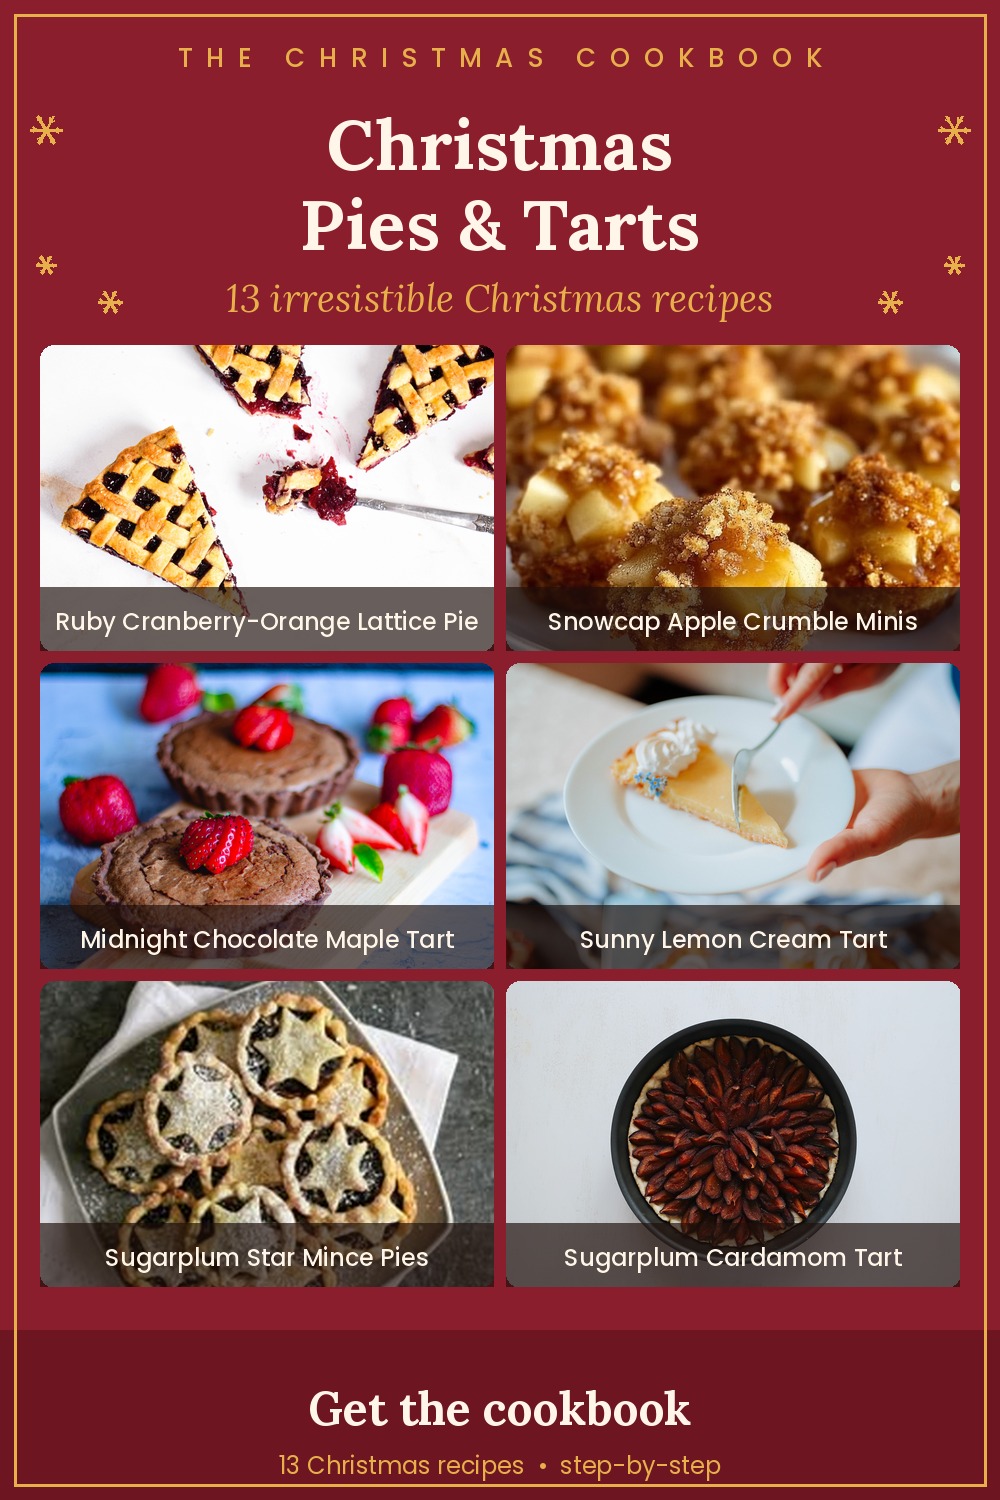 THE CHRISTMAS COOKBOOK
Christmas
Pies & Tarts
13 irresistible Christmas recipes
Ruby Cranberry-Orange Lattice Pie
Snowcap Apple Crumble Minis
Midnight Chocolate Maple Tart
Sunny Lemon Cream Tart
Sugarplum Star Mince Pies
Sugarplum Cardamom Tart
Get the cookbook
13 Christmas recipes • step-by-step